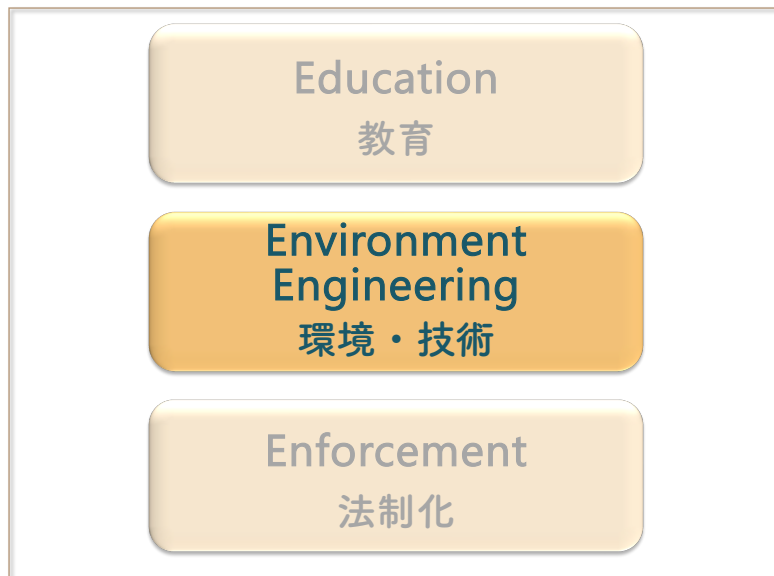 Education
教育
Environment
Engineering
環境・技術
Enforcement
法制化